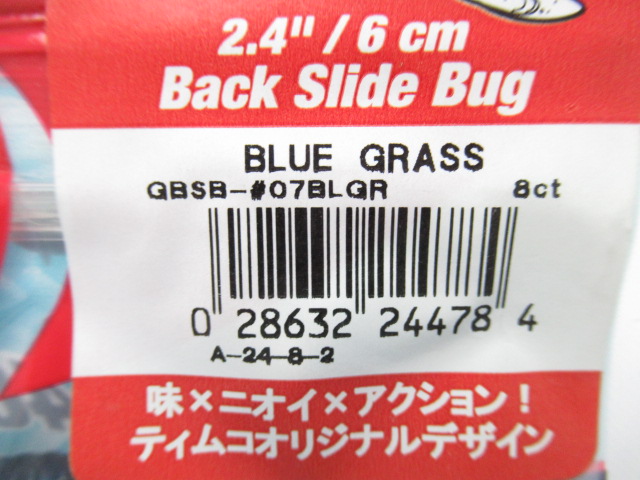 2.4" / 6 cm
Back Slide Bug
BLUE GRASS
GBSB-#07BLGR 8ct
0 28632 24478 4
A-24-8-2
味×ニオイ×アクション！
ティムコオリジナルデザイン